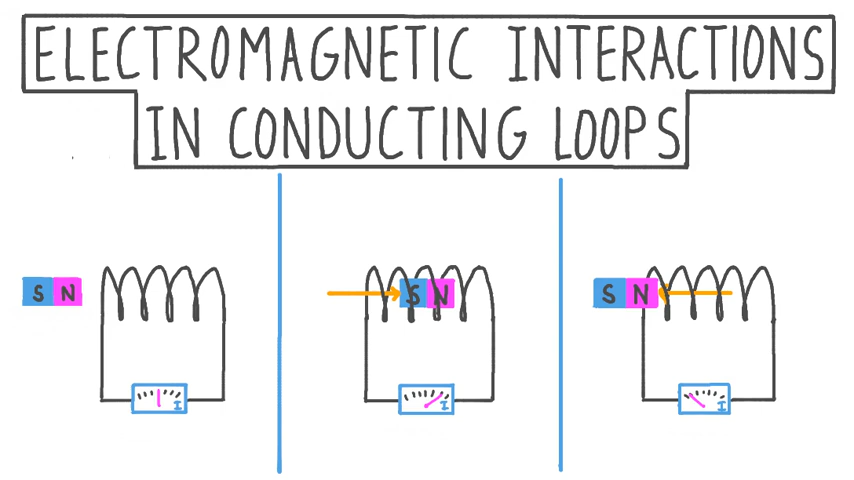 ELECTROMAGNETIC INTERACTIONS
IN CONDUCTING LOOPS
S N
S N
S N
I
I
I